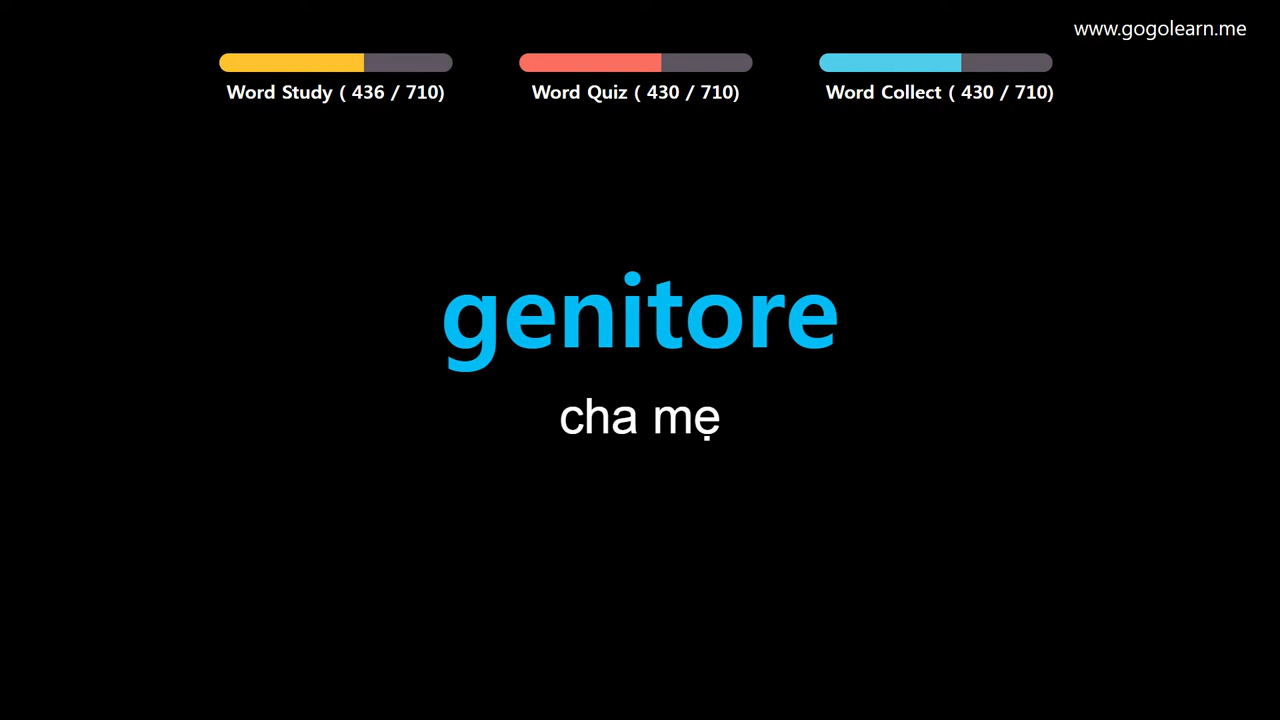 www.gogolearn.me
Word Study ( 436 / 710)
Word Quiz ( 430 / 710)
Word Collect ( 430 / 710)
genitore
cha mẹ